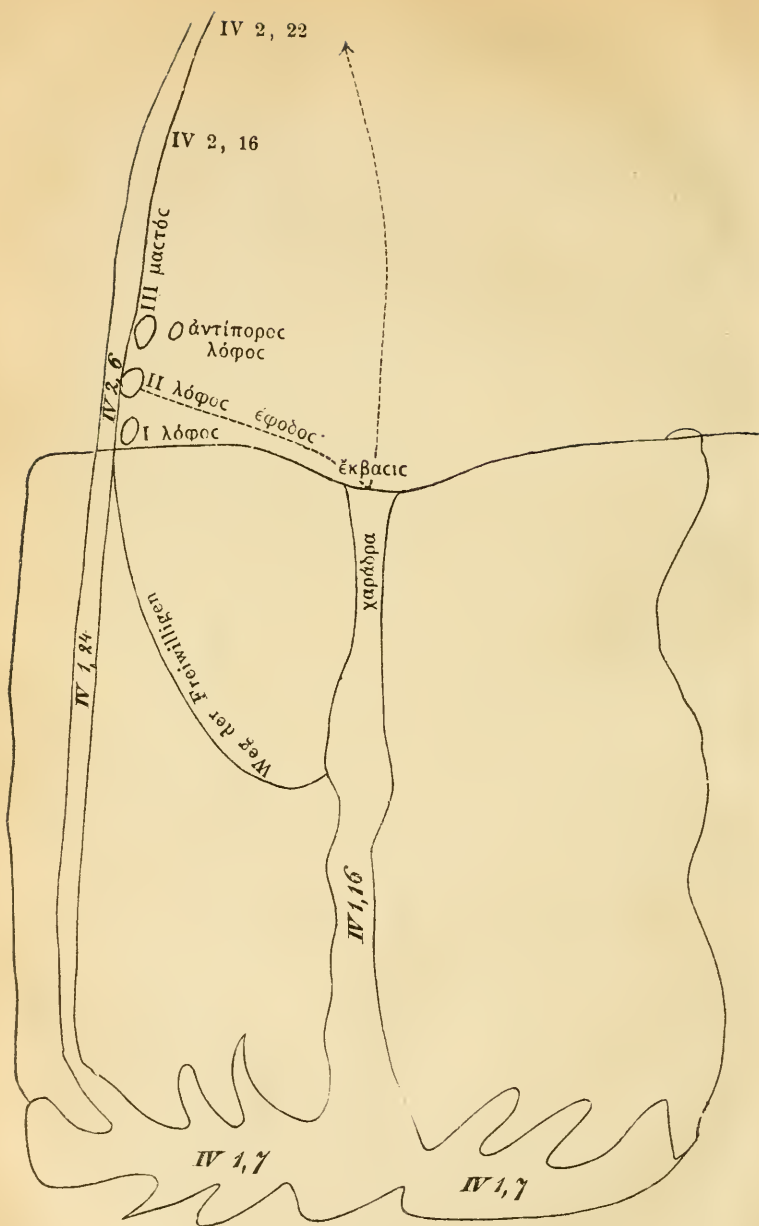 IV 2, 22
IV 2, 16
III μαϲτόϲ
ἀντίποροϲ
λόφοϲ
IV 2, 6
II λόφοϲ
ἔφοδοϲ
I λόφοϲ
ἔκβαϲιϲ
χαράδρα
IV 1, 24
Weg der Freiwilligen
IV 1, 16
IV 1, 7
IV 1, 7